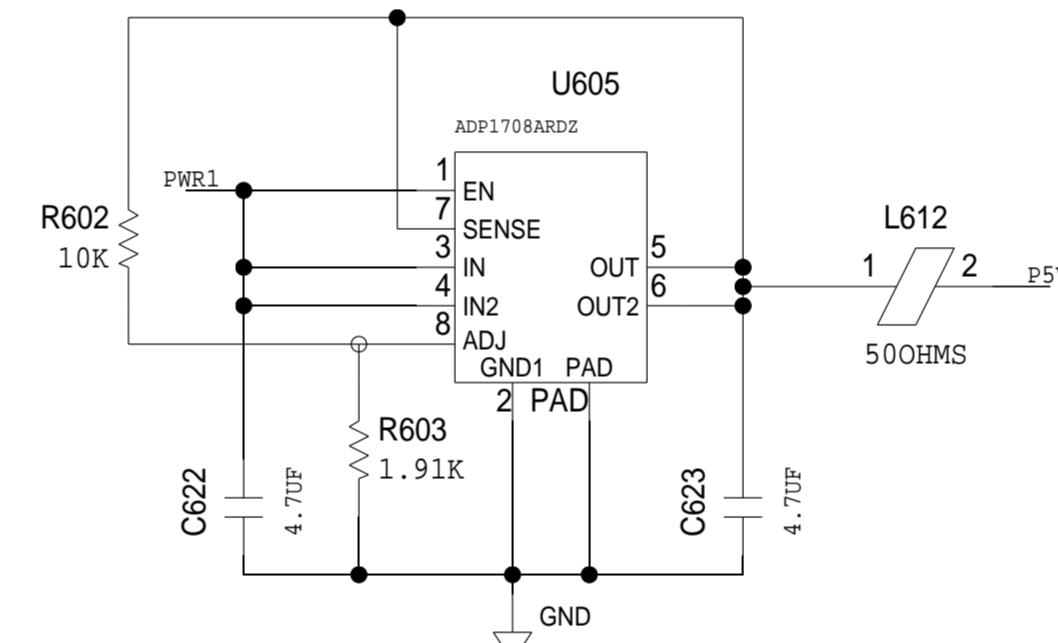 U605
ADP1708ARDZ
PWR1
1
EN
7
SENSE
R602
10K
3
IN
OUT
5
4
IN2
OUT2
6
8
ADJ
GND1
PAD
2
PAD
L612
1
2
50OHMS
R603
1.91K
C622
4.7UF
C623
4.7UF
GND